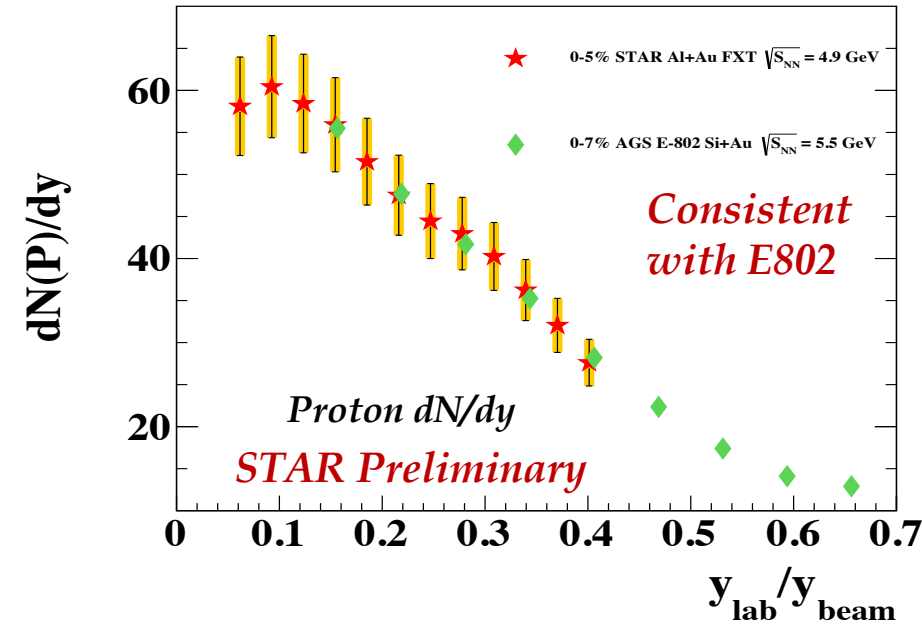 0-5% STAR Al+Au FXT √S_NN = 4.9 GeV
0-7% AGS E-802 Si+Au √S_NN = 5.5 GeV
Consistent
with E802
Proton dN/dy
STAR Preliminary
dN(P)/dy
60
40
20
0 0.1 0.2 0.3 0.4 0.5 0.6 0.7
y_lab/y_beam